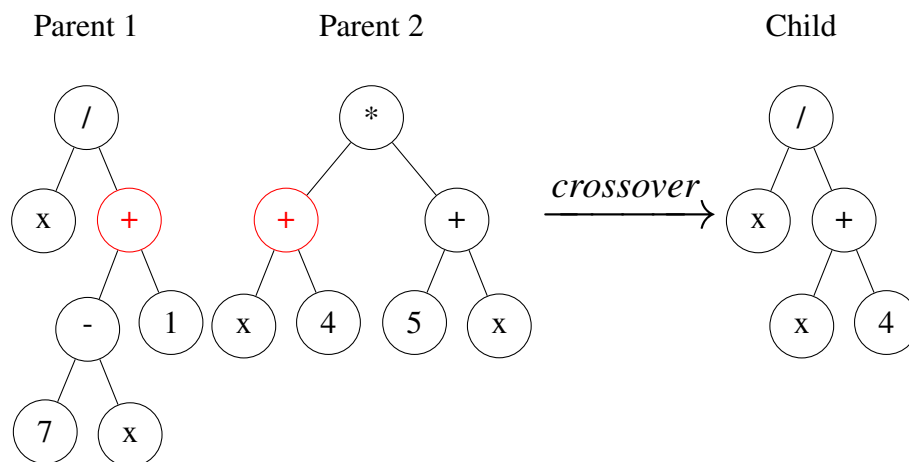 Parent 1 Parent 2 Child
/ * /
x + + + crossover x +
- 1 x 4 5 x x 4
7 x